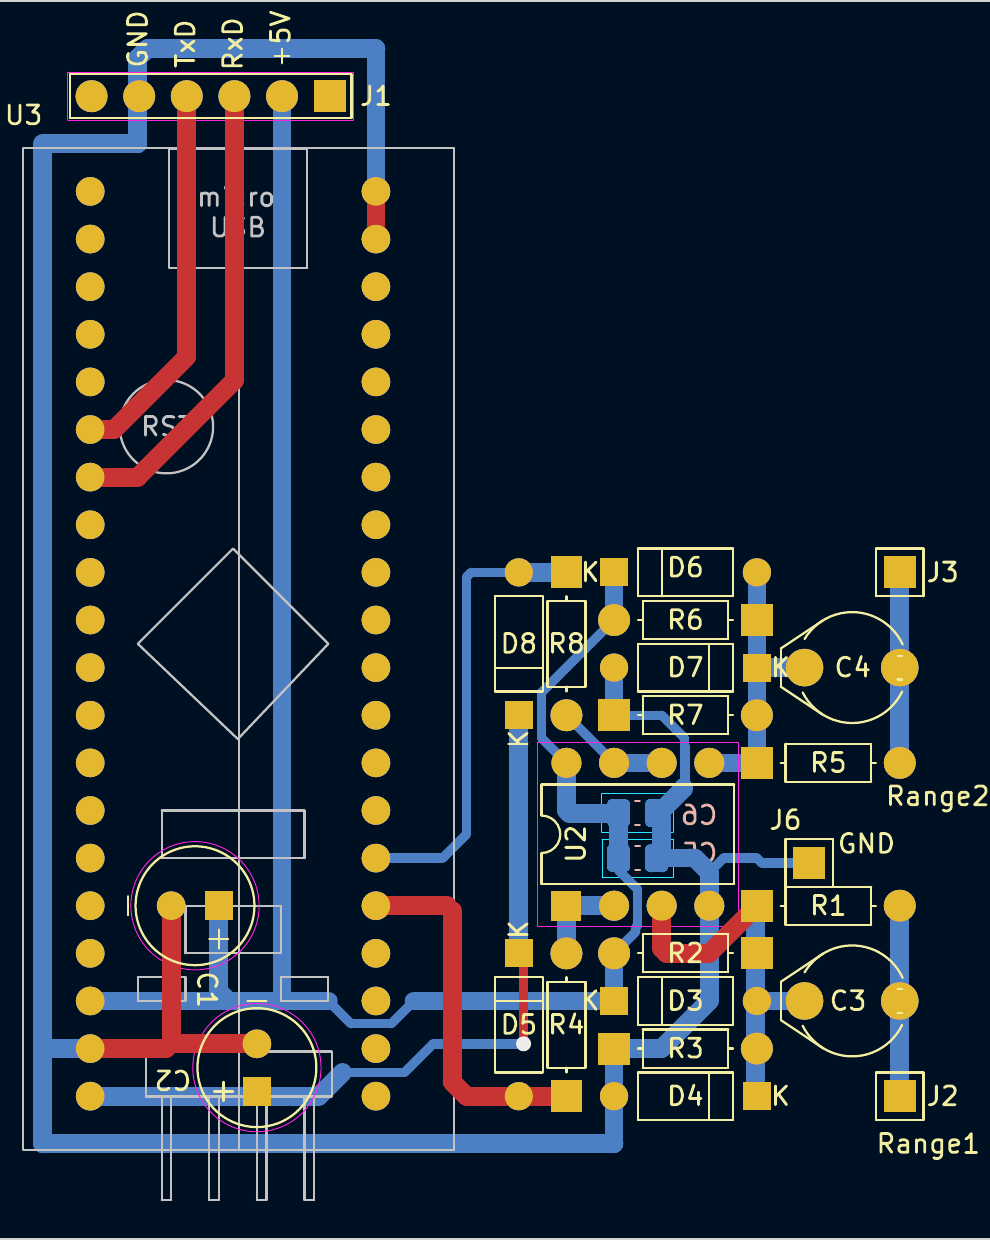 GND
TxD
RxD
+5V
J1
U3
micro
USB
RST
D6
K
J3
R6
D8
R8
D7
K
C4
R7
K
R5
Range2
C6
U2
C5
J6
GND
R1
K
R2
C1
+
K
D3
C3
D5
R4
R3
C2
+
D4
K
J2
Range1